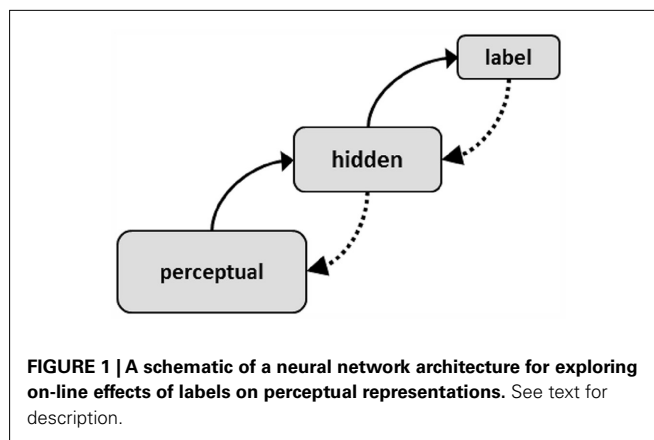 label
hidden
perceptual
FIGURE 1 | A schematic of a neural network architecture for exploring
on-line effects of labels on perceptual representations. See text for
description.